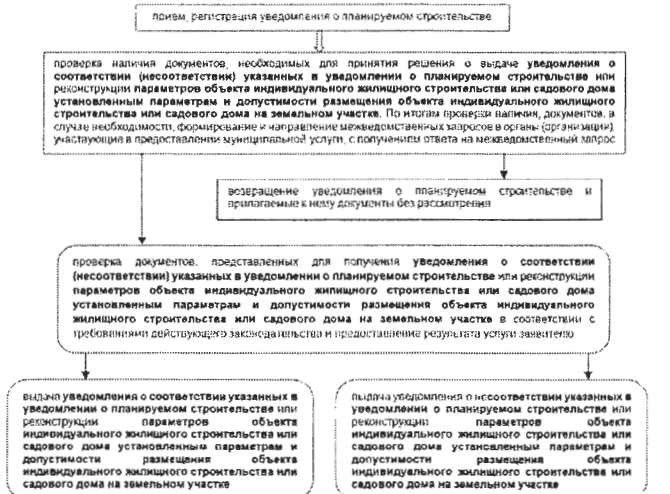 прием, регистрация уведомления о планируемом строительстве
проверка наличия документов, необходимых для принятия решения о выдаче уведомления о
соответствии (несоответствии) указанных в уведомлении о планируемом строительстве или
реконструкции параметров объекта индивидуального жилищного строительства или садового дома
установленным параметрам и допустимости размещения объекта индивидуального жилищного
строительства или садового дома на земельном участке. По итогам проверки наличия, документов, в
случае необходимости, формирование и направление межведомственных запросов в органы (организации),
участвующие в предоставлении муниципальной услуги, с получением ответа на межведомственный запрос
возвращение уведомления о планируемом строительстве и
прилагаемые к нему документы без рассмотрения
проверка документов, представленных для получения уведомления о соответствии
(несоответствии) указанных в уведомлении о планируемом строительстве или реконструкции
параметров объекта индивидуального жилищного строительства или садового дома
установленным параметрам и допустимости размещения объекта индивидуального
жилищного строительства или садового дома на земельном участке в соответствии с
требованиями действующего законодательства и предоставление результата услуги заявителю
выдача уведомления о соответствии указанных в
уведомлении о планируемом строительстве или
реконструкции параметров объекта
индивидуального жилищного строительства или
садового дома установленным параметрам и
допустимости размещения объекта
индивидуального жилищного строительства или
садового дома на земельном участке
выдача уведомления о несоответствии указанных в
уведомлении о планируемом строительстве или
реконструкции параметров объекта
индивидуального жилищного строительства или
садового дома установленным параметрам и
допустимости размещения объекта
индивидуального жилищного строительства или
садового дома на земельном участке